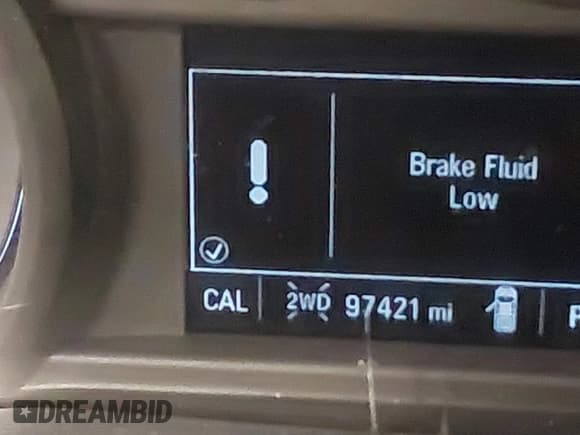 Brake Fluid
Low
CAL 2WD 97421 mi P
DREAMBID